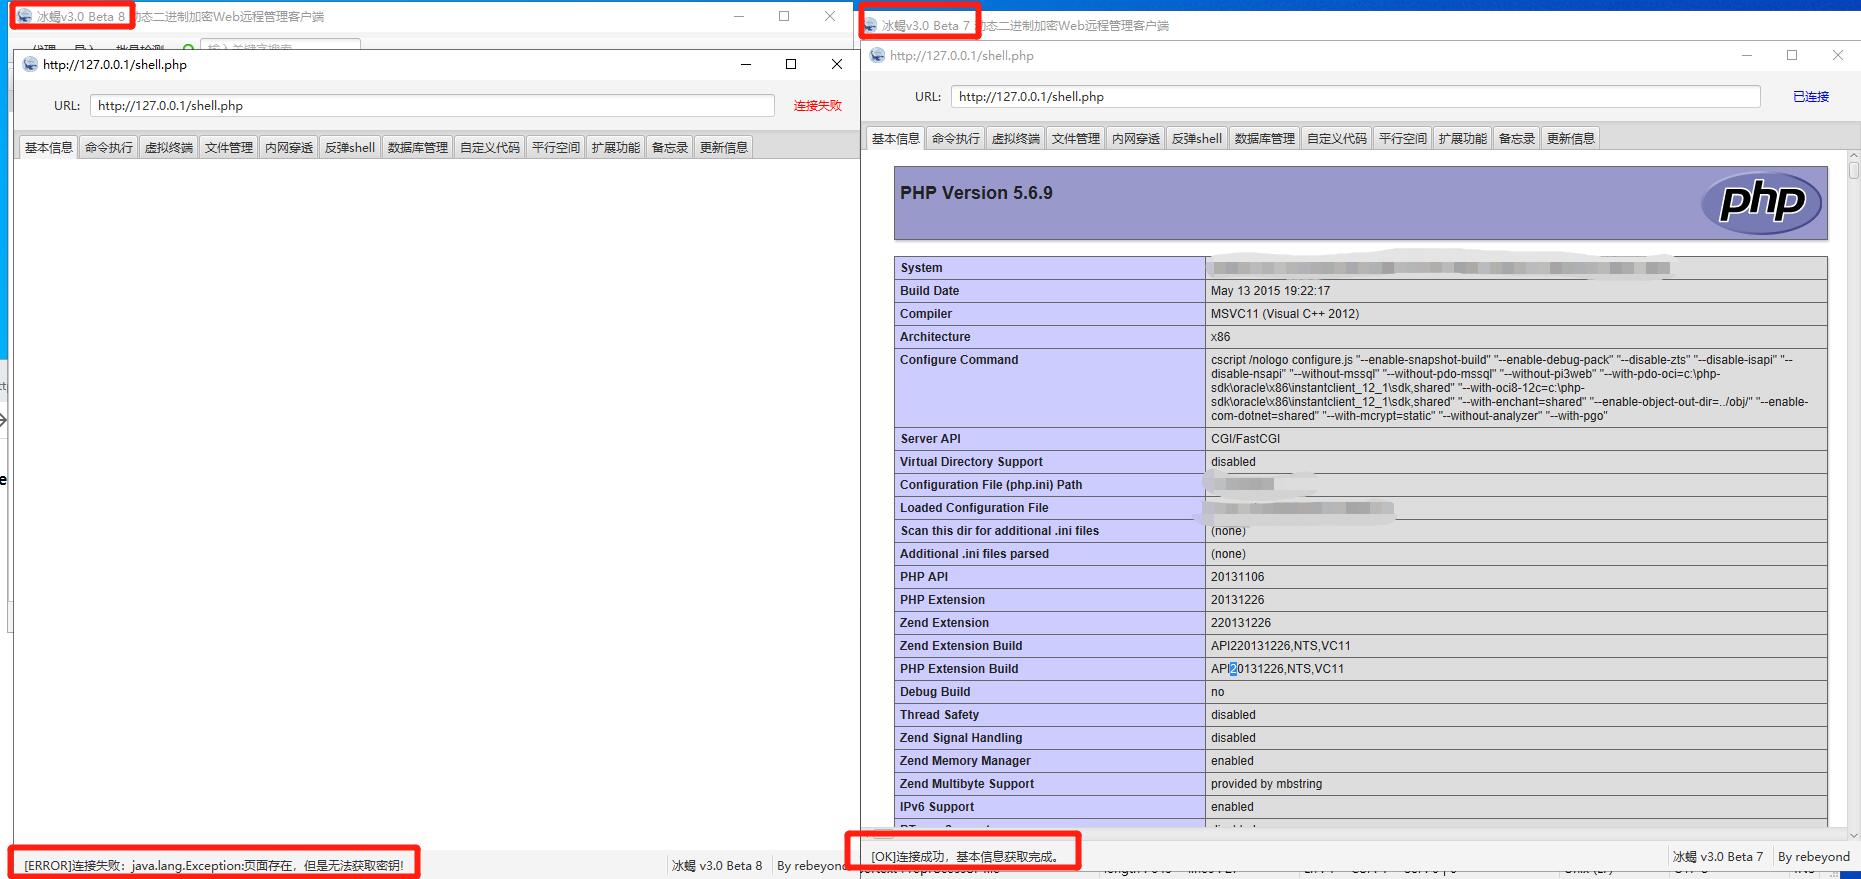 冰蝎v3.0 Beta 8 动态二进制加密Web远程管理客户端
http://127.0.0.1/shell.php
URL: http://127.0.0.1/shell.php 连接失败
基本信息 命令执行 虚拟终端 文件管理 内网穿透 反弹shell 数据库管理 自定义代码 平行空间 扩展功能 备忘录 更新信息
[ERROR]连接失败：java.lang.Exception:页面存在，但是无法获取密钥!
冰蝎 v3.0 Beta 8 By rebeyond
冰蝎v3.0 Beta 7 动态二进制加密Web远程管理客户端
http://127.0.0.1/shell.php
URL: http://127.0.0.1/shell.php 已连接
基本信息 命令执行 虚拟终端 文件管理 内网穿透 反弹shell 数据库管理 自定义代码 平行空间 扩展功能 备忘录 更新信息
PHP Version 5.6.9
php
System
Build Date May 13 2015 19:22:17
Compiler MSVC11 (Visual C++ 2012)
Architecture x86
Configure Command cscript /nologo configure.js "--enable-snapshot-build" "--enable-debug-pack" "--disable-zts" "--disable-isapi" "--
disable-nsapi" "--without-mssql" "--without-pdo-mssql" "--without-pi3web" "--with-pdo-oci=c:\php-
sdk\oracle\x86\instantclient_12_1\sdk,shared" "--with-oci8-12c=c:\php-
sdk\oracle\x86\instantclient_12_1\sdk,shared" "--with-enchant=shared" "--enable-object-out-dir=../obj/" "--enable-
com-dotnet=shared" "--with-mcrypt=static" "--without-analyzer" "--with-pgo"
Server API CGI/FastCGI
Virtual Directory Support disabled
Configuration File (php.ini) Path
Loaded Configuration File
Scan this dir for additional .ini files (none)
Additional .ini files parsed (none)
PHP API 20131106
PHP Extension 20131226
Zend Extension 220131226
Zend Extension Build API220131226,NTS,VC11
PHP Extension Build API20131226,NTS,VC11
Debug Build no
Thread Safety disabled
Zend Signal Handling disabled
Zend Memory Manager enabled
Zend Multibyte Support provided by mbstring
IPv6 Support enabled
[OK]连接成功，基本信息获取完成。
冰蝎 v3.0 Beta 7 By rebeyond